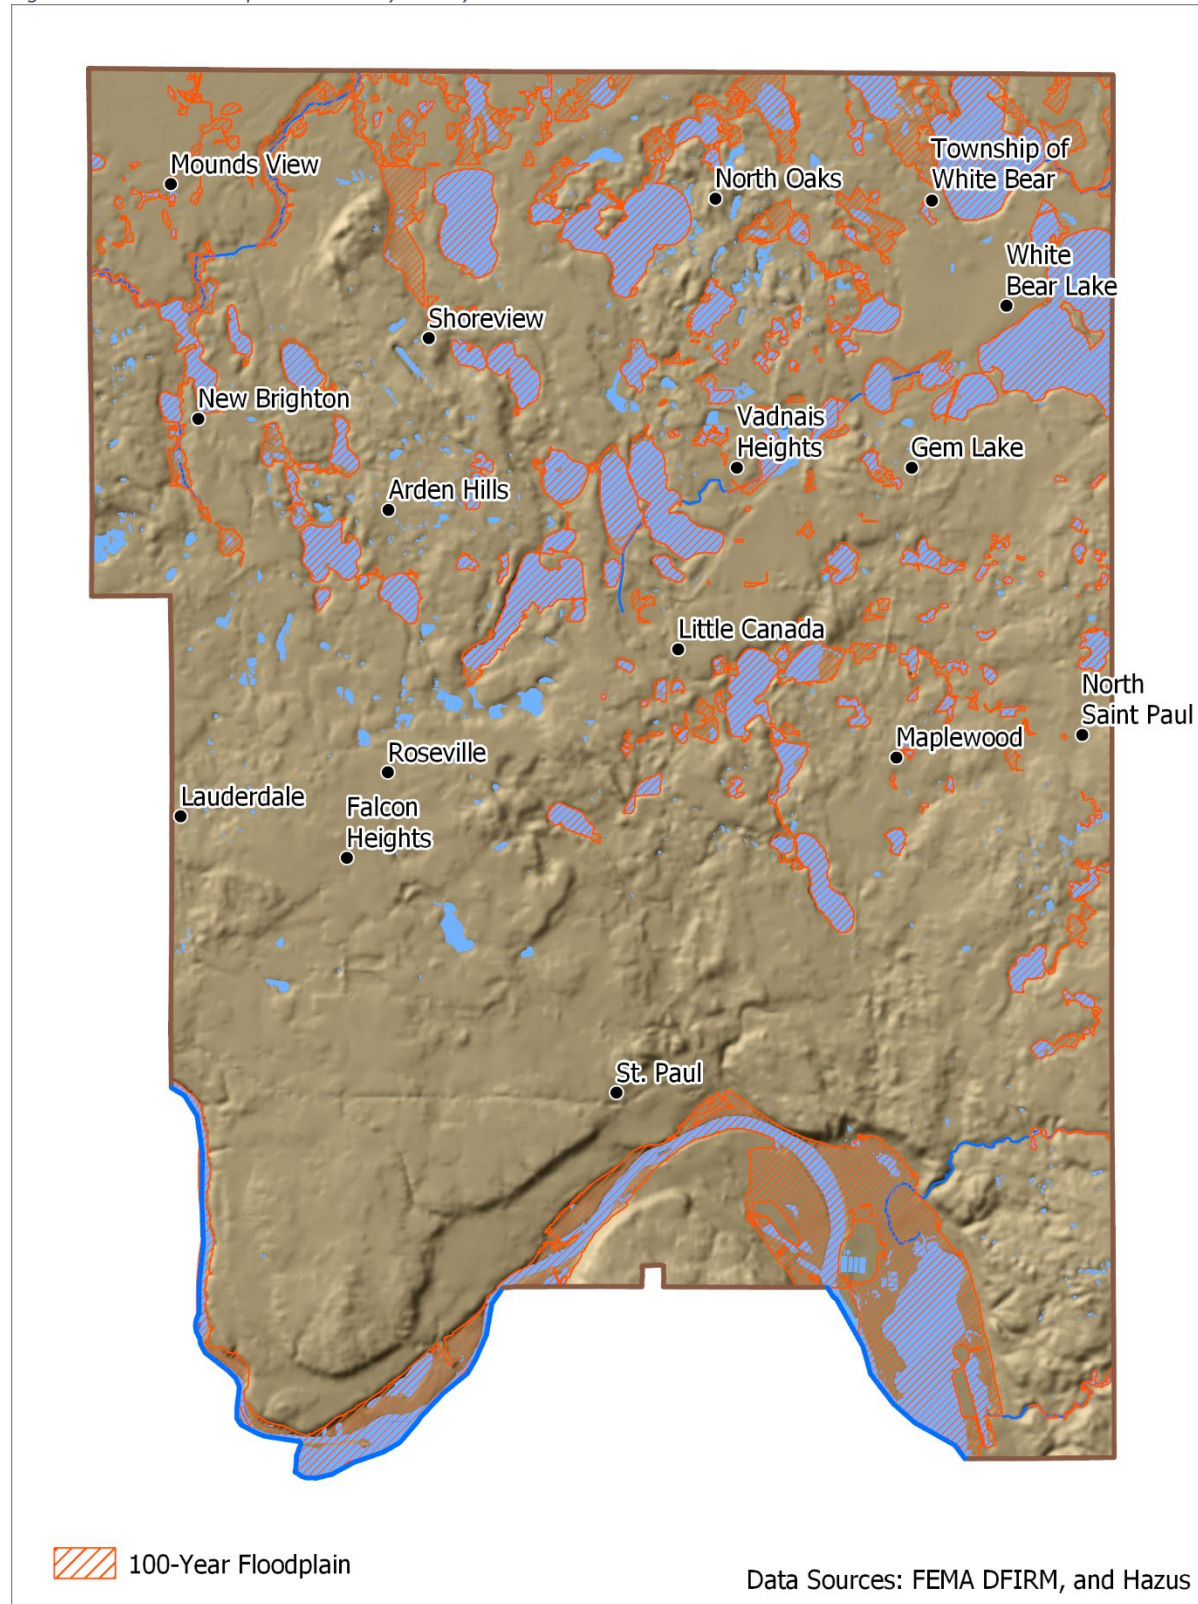 Mounds View
Township of
White Bear
North Oaks
White
Bear Lake
Shoreview
New Brighton
Vadnais
Heights
Gem Lake
Arden Hills
Little Canada
North
Saint Paul
Maplewood
Roseville
Lauderdale
Falcon
Heights
St. Paul
100-Year Floodplain
Data Sources: FEMA DFIRM, and Hazus